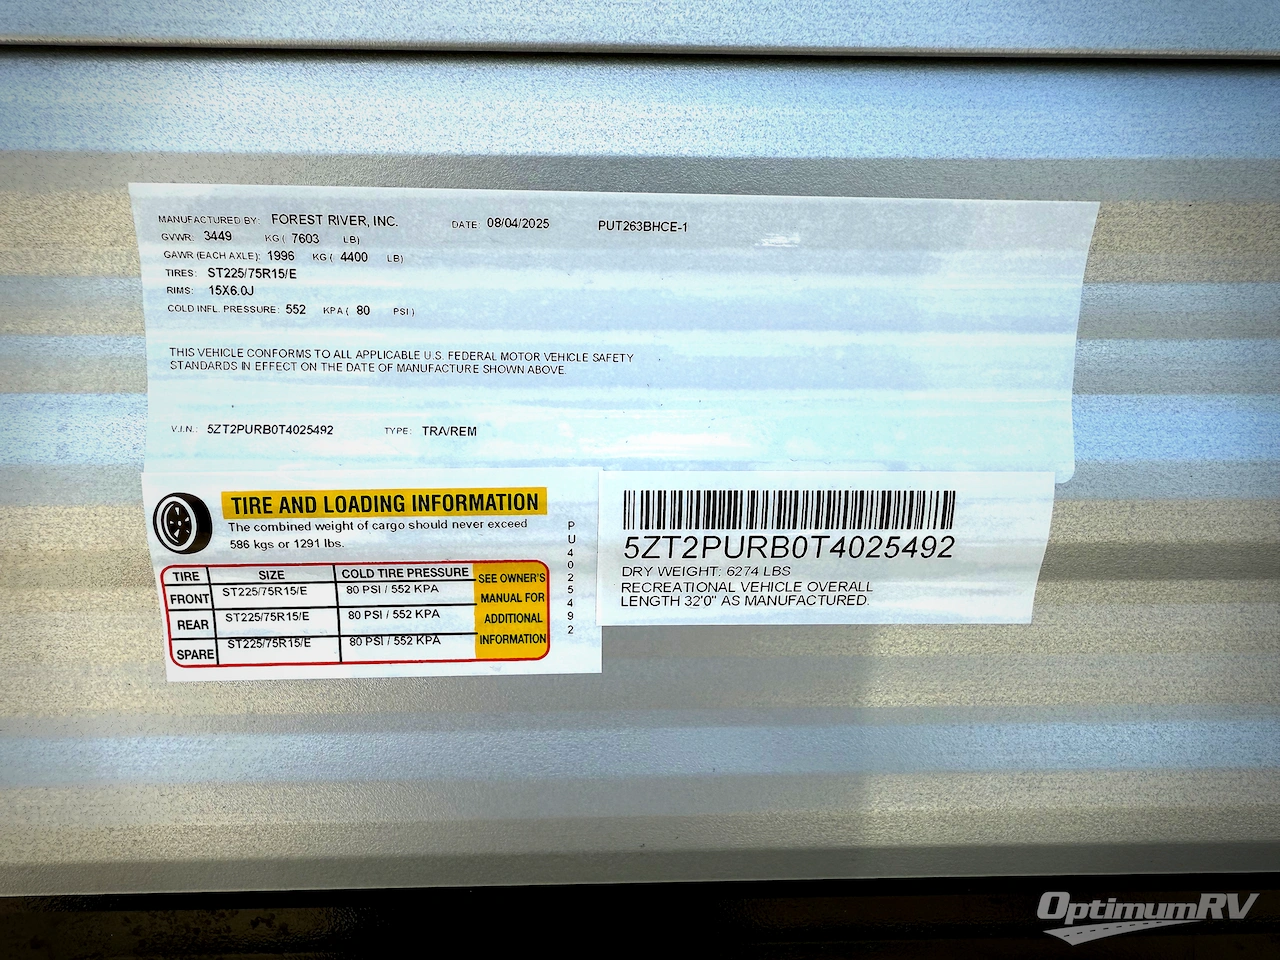 MANUFACTURED BY: FOREST RIVER, INC. DATE: 08/04/2025 PUT263BHCE-1
GVWR: 3449 KG ( 7603 LB)
GAWR (EACH AXLE): 1996 KG ( 4400 LB)
TIRES: ST225/75R15/E
RIMS: 15X6.0J
COLD INFL. PRESSURE: 552 KPA ( 80 PSI )
THIS VEHICLE CONFORMS TO ALL APPLICABLE U.S. FEDERAL MOTOR VEHICLE SAFETY
STANDARDS IN EFFECT ON THE DATE OF MANUFACTURE SHOWN ABOVE.
V.I.N.: 5ZT2PURB0T4025492 TYPE: TRA/REM
TIRE AND LOADING INFORMATION
The combined weight of cargo should never exceed
586 kgs or 1291 lbs.
TIRE SIZE COLD TIRE PRESSURE
FRONT ST225/75R15/E 80 PSI / 552 KPA
REAR ST225/75R15/E 80 PSI / 552 KPA
SPARE ST225/75R15/E 80 PSI / 552 KPA
SEE OWNER'S
MANUAL FOR
ADDITIONAL
INFORMATION
PU4025492
5ZT2PURB0T4025492
DRY WEIGHT: 6274 LBS
RECREATIONAL VEHICLE OVERALL
LENGTH 32'0" AS MANUFACTURED.
OptimumRV